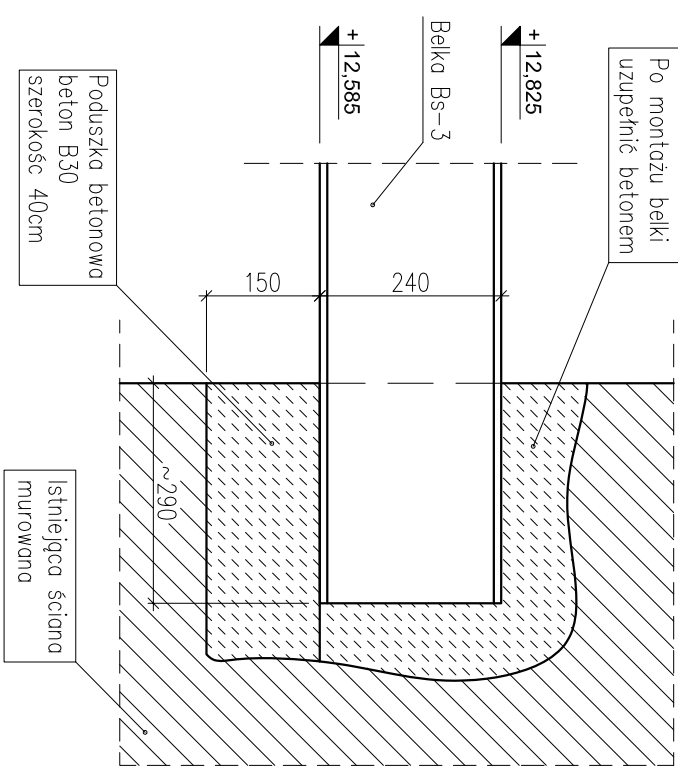 Po montażu belki
uzupełnić betonem
+ 12,825
Belka Bs-3
+ 12,585
Poduszka betonowa
beton B30
szerokośc 40cm
240
150
~290
Istniejąca ściana
murowana